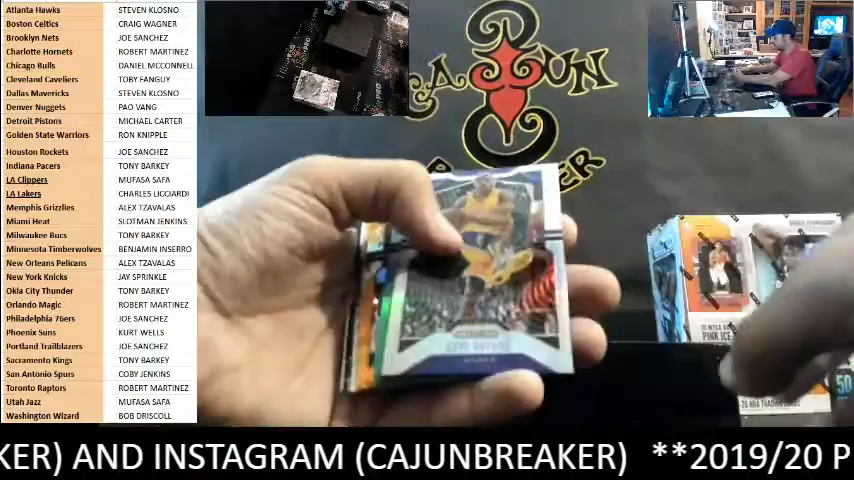 Atlanta Hawks STEVEN KLOSNO
Boston Celtics CRAIG WAGNER
Brooklyn Nets JOE SANCHEZ
Charlotte Hornets ROBERT MARTINEZ
Chicago Bulls DANIEL MCCONNELL
Cleveland Cavaliers TOBY FANGUY
Dallas Mavericks STEVEN KLOSNO
Denver Nuggets PAO VANG
Detroit Pistons MICHAEL CARTER
Golden State Warriors RON KNIPPLE
Houston Rockets JOE SANCHEZ
Indiana Pacers TONY BARKEY
LA Clippers MUFASA SAFA
LA Lakers CHARLES LICCIARDI
Memphis Grizzlies ALEX TZAVALAS
Miami Heat SLOTMAN JENKINS
Milwaukee Bucs TONY BARKEY
Minnesota Timberwolves BENJAMIN INSERRO
New Orleans Pelicans ALEX TZAVALAS
New York Knicks JAY SPRINKLE
Okla City Thunder TONY BARKEY
Orlando Magic ROBERT MARTINEZ
Philadelphia 76ers JOE SANCHEZ
Phoenix Suns KURT WELLS
Portland Trailblazers JOE SANCHEZ
Sacramento Kings TONY BARKEY
San Antonio Spurs COBY JENKINS
Toronto Raptors ROBERT MARTINEZ
Utah Jazz MUFASA SAFA
Washington Wizard BOB DRISCOLL
CAJUN
ER
PINK ICE
50
20 NBA TRADING CARDS
KER) AND INSTAGRAM (CAJUNBREAKER) **2019/20 P